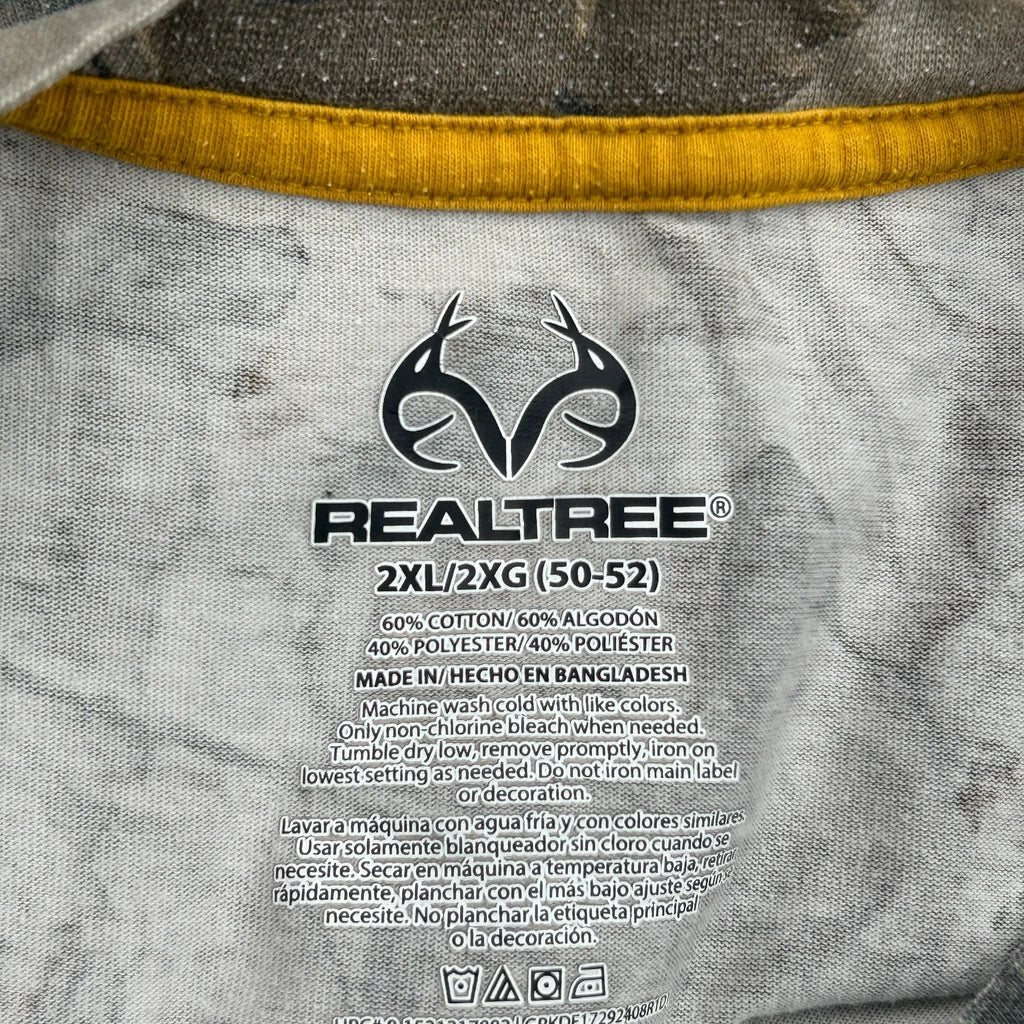 REALTREE®
2XL/2XG (50-52)
60% COTTON/ 60% ALGODÓN
40% POLYESTER/ 40% POLIÉSTER
MADE IN/ HECHO EN BANGLADESH
Machine wash cold with like colors.
Only non-chlorine bleach when needed.
Tumble dry low, remove promptly, iron on
lowest setting as needed. Do not iron main label
or decoration.
Lavar a máquina con agua fría y con colores similares.
Usar solamente blanqueador sin cloro cuando se
necesite. Secar en máquina a temperatura baja, retirar
rápidamente, planchar con el más bajo ajuste según se
necesite. No planchar la etiqueta principal
o la decoración.